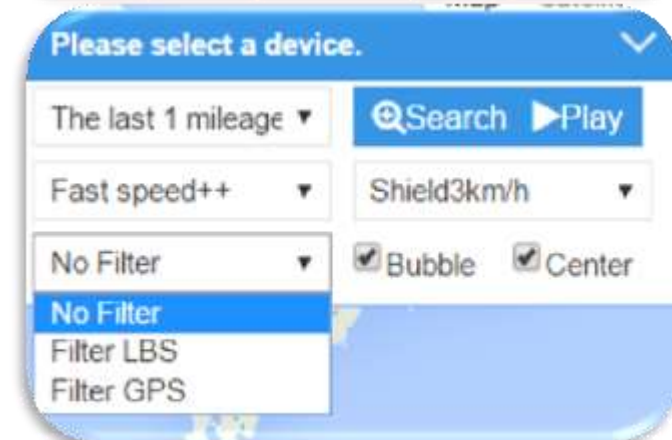 Please select a device.
The last 1 mileage
Search Play
Fast speed++
Shield3km/h
No Filter
Bubble
Center
No Filter
Filter LBS
Filter GPS